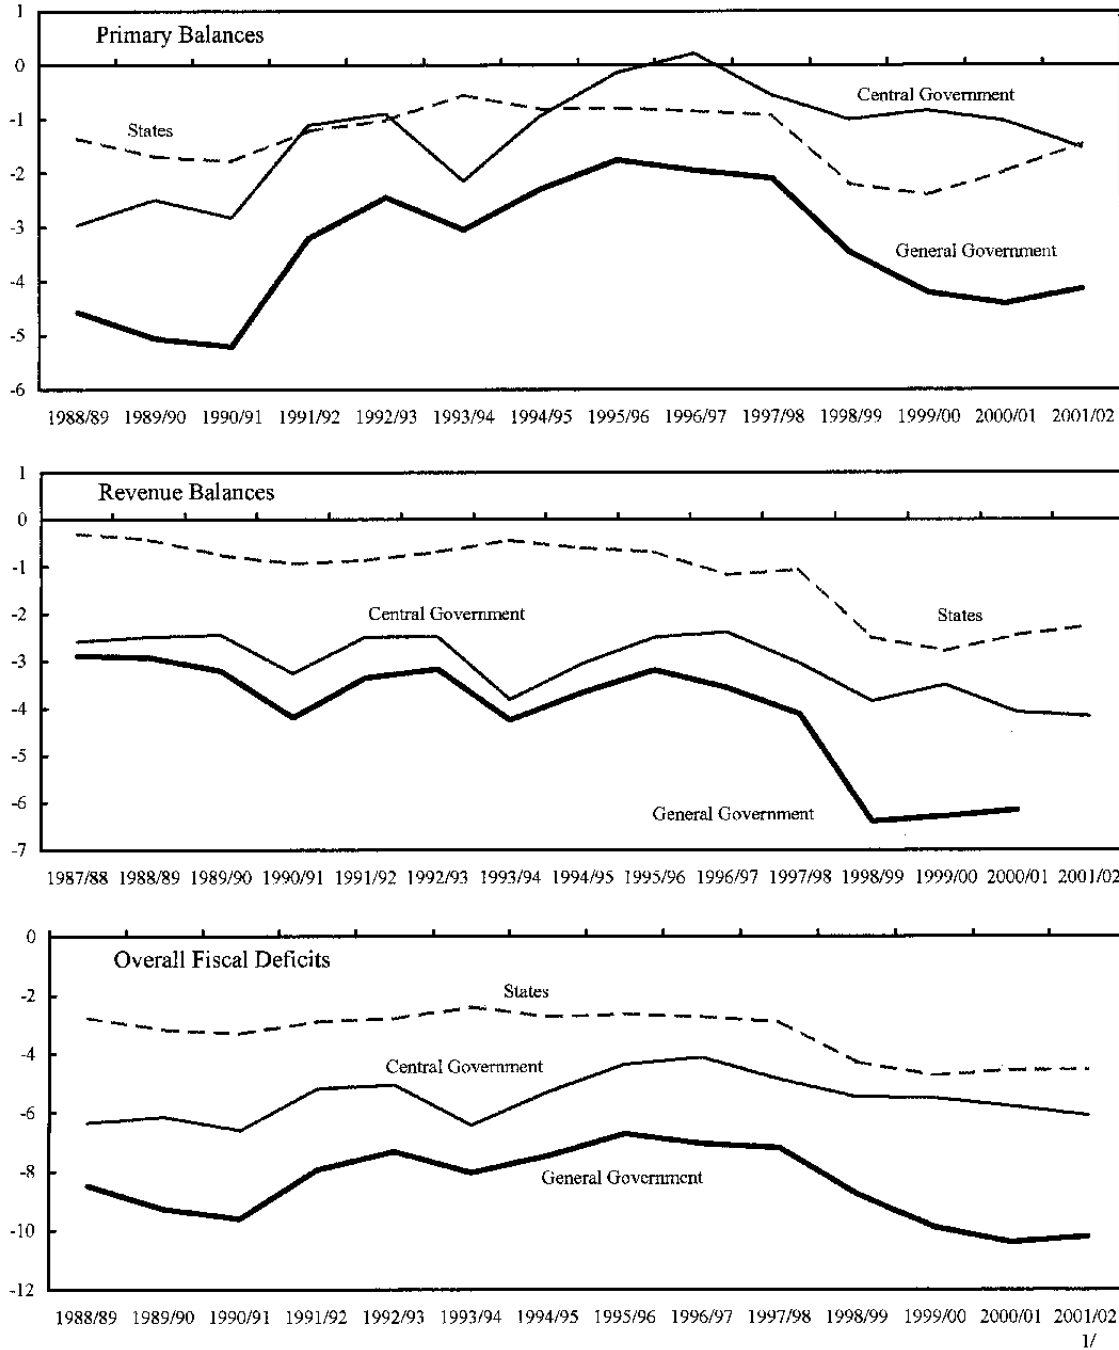 1
Primary Balances
0
Central Government
-1
States
-2
-3
General Government
-4
-5
-6
1988/89 1989/90 1990/91 1991/92 1992/93 1993/94 1994/95 1995/96 1996/97 1997/98 1998/99 1999/00 2000/01 2001/02
1
Revenue Balances
0
-1
Central Government
States
-2
-3
-4
-5
-6
General Government
-7
1987/88 1988/89 1989/90 1990/91 1991/92 1992/93 1993/94 1994/95 1995/96 1996/97 1997/98 1998/99 1999/00 2000/01 2001/02
0
Overall Fiscal Deficits
-2
States
-4
Central Government
-6
-8
General Government
-10
-12
1988/89 1989/90 1990/91 1991/92 1992/93 1993/94 1994/95 1995/96 1996/97 1997/98 1998/99 1999/00 2000/01 2001/02
1/